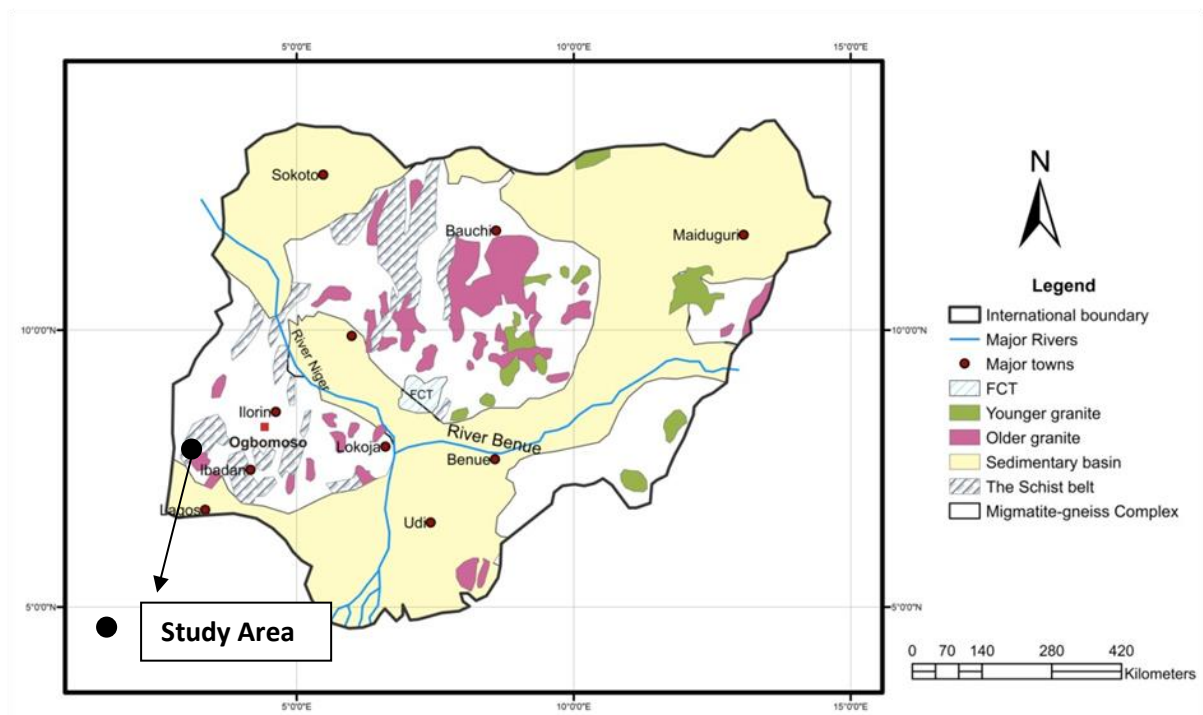 5°0'0"E
10°0'0"E
15°0'0"E
Sokoto
Bauchi
Maiduguri
10°0'0"N
10°0'0"N
River Niger
FCT
Ilorin
Ogbomoso
Lokoja
River Benue
Benue
Ibadan
Lagos
Udi
5°0'0"N
5°0'0"N
Study Area
5°0'0"E
10°0'0"E
15°0'0"E
N
Legend
International boundary
Major Rivers
Major towns
FCT
Younger granite
Older granite
Sedimentary basin
The Schist belt
Migmatite-gneiss Complex
0 70 140 280 420
Kilometers